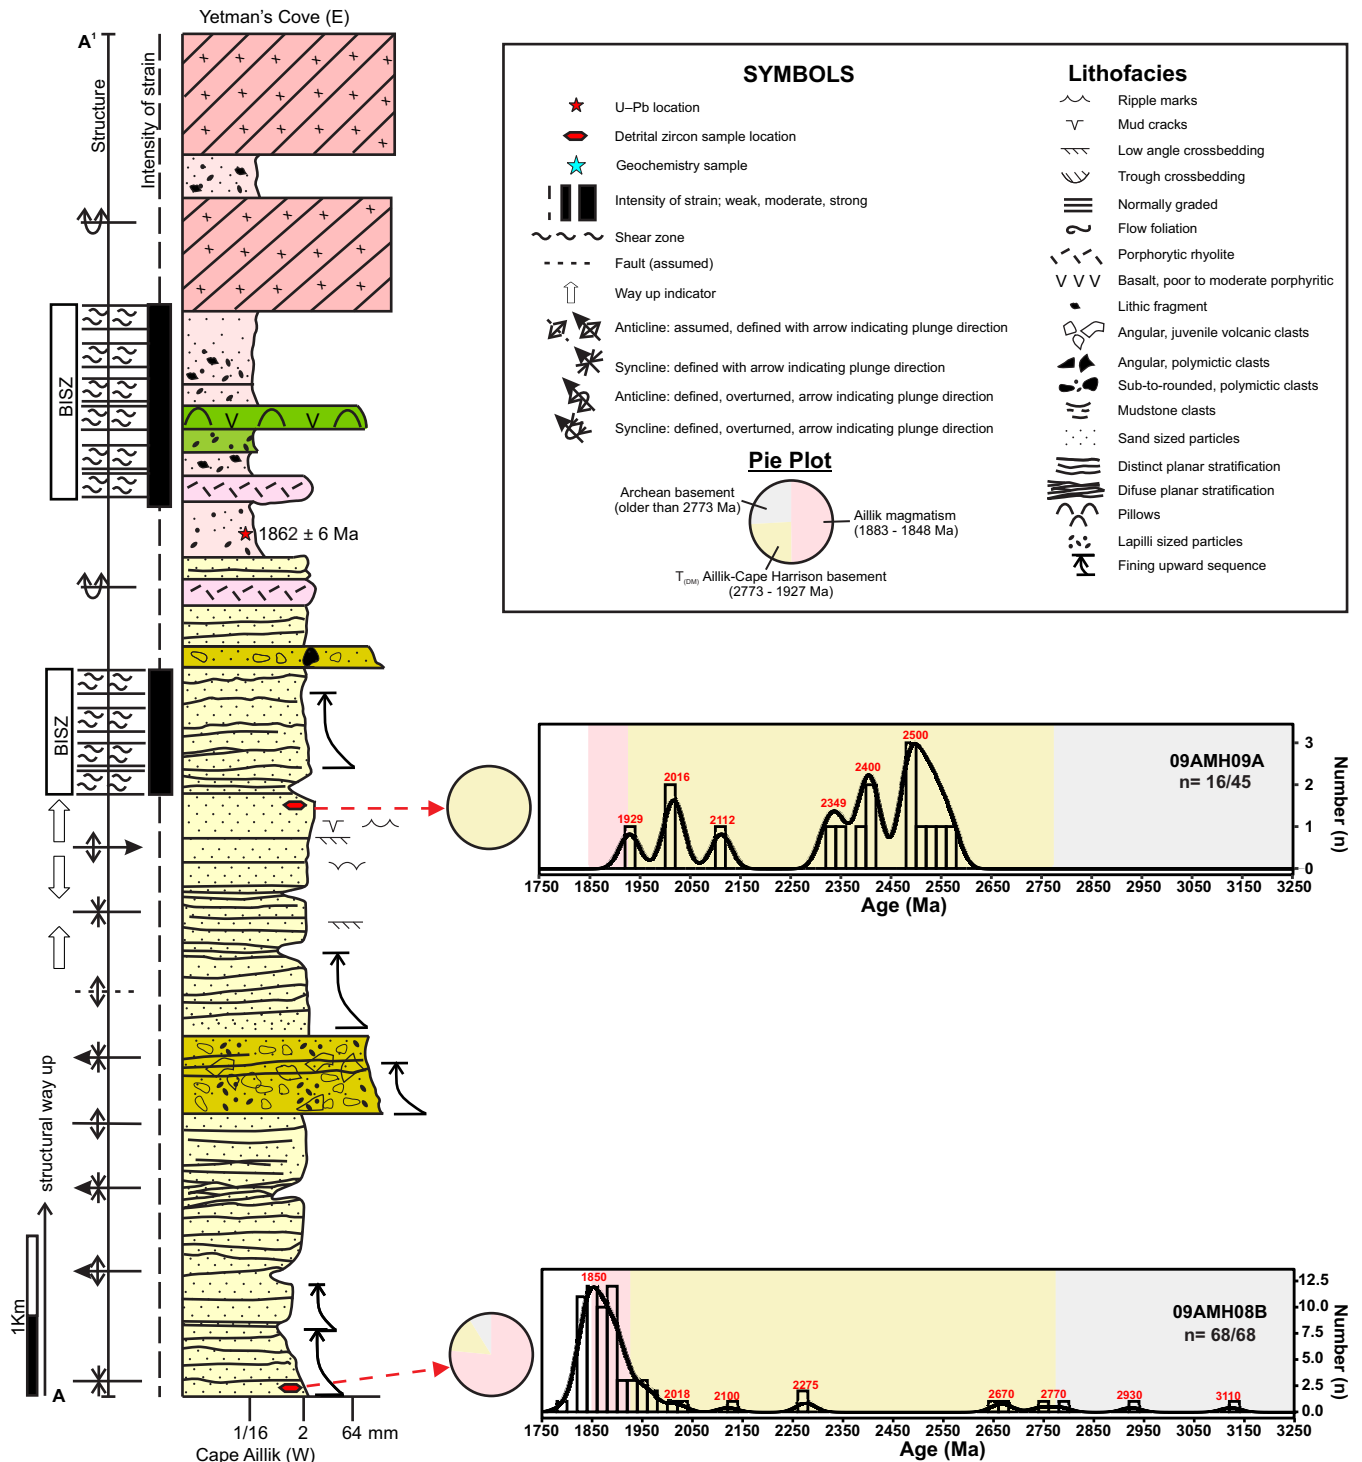 Yetman's Cove (E)
A¹
Structure
Intensity of strain
BISZ
1862 ± 6 Ma
BISZ
structural way up
1Km
A
1/16 2 64 mm
Cape Aillik (W)
SYMBOLS
U–Pb location
Detrital zircon sample location
Geochemistry sample
Intensity of strain; weak, moderate, strong
Shear zone
Fault (assumed)
Way up indicator
Anticline: assumed, defined with arrow indicating plunge direction
Syncline: defined with arrow indicating plunge direction
Anticline: defined, overturned, arrow indicating plunge direction
Syncline: defined, overturned, arrow indicating plunge direction
Pie Plot
Archean basement
(older than 2773 Ma)
Aillik magmatism
(1883 - 1848 Ma)
T(DM) Aillik-Cape Harrison basement
(2773 - 1927 Ma)
Lithofacies
Ripple marks
Mud cracks
Low angle crossbedding
Trough crossbedding
Normally graded
Flow foliation
Porphorytic rhyolite
Basalt, poor to moderate porphyritic
Lithic fragment
Angular, juvenile volcanic clasts
Angular, polymictic clasts
Sub-to-rounded, polymictic clasts
Mudstone clasts
Sand sized particles
Distinct planar stratification
Difuse planar stratification
Pillows
Lapilli sized particles
Fining upward sequence
09AMH09A
n= 16/45
1929 2016 2112 2349 2400 2500
3
2
1
0
Number (n)
1750 1850 1950 2050 2150 2250 2350 2450 2550 2650 2750 2850 2950 3050 3150 3250
Age (Ma)
09AMH08B
n= 68/68
1850 2018 2100 2275 2670 2770 2930 3110
12.5
10.0
7.5
5.0
2.5
0.0
Number (n)
1750 1850 1950 2050 2150 2250 2350 2450 2550 2650 2750 2850 2950 3050 3150 3250
Age (Ma)